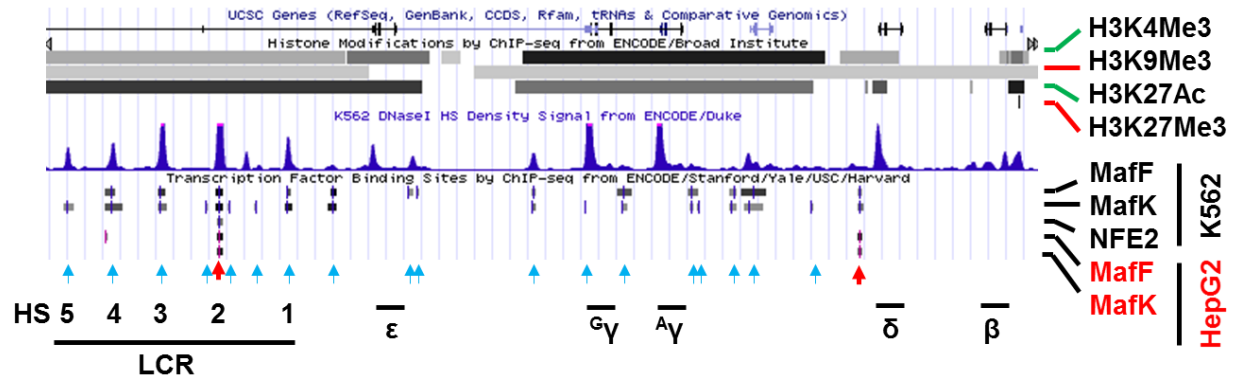 UCSC Genes (RefSeq, GenBank, CCDS, Rfam, tRNAs & Comparative Genomics)
Histone Modifications by ChIP-seq from ENCODE/Broad Institute
K562 DNaseI HS Density Signal from ENCODE/Duke
Transcription Factor Binding Sites by ChIP-seq from ENCODE/Stanford/Yale/USC/Harvard
H3K4Me3
H3K9Me3
H3K27Ac
H3K27Me3
MafF
MafK
NFE2
K562
MafF
MafK
HepG2
HS 5 4 3 2 1 ε Gγ Aγ δ β
LCR